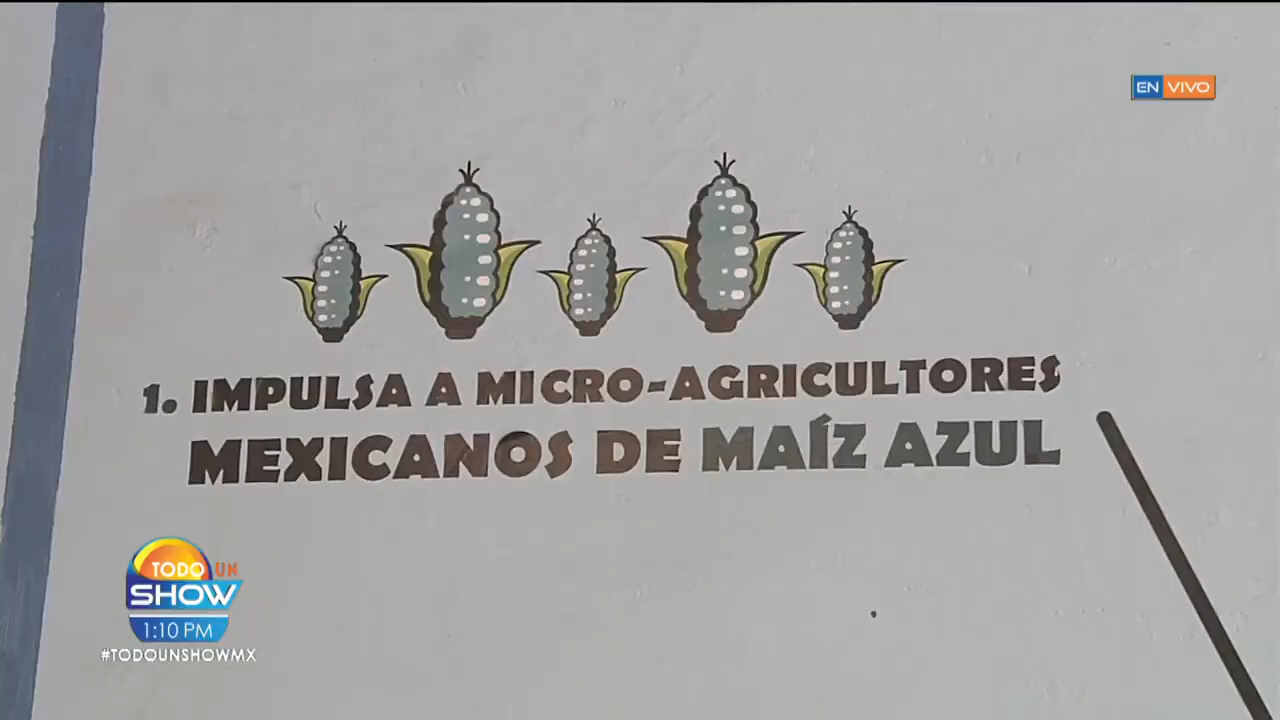 EN VIVO
1. IMPULSA A MICRO-AGRICULTORES
MEXICANOS DE MAÍZ AZUL
TODO UN
SHOW
1:10 PM
#TODOUNSHOWMX